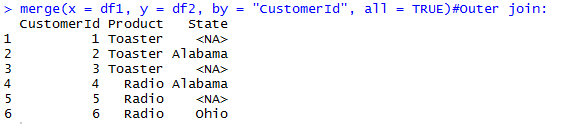 > merge(x = df1, y = df2, by = "CustomerId", all = TRUE)#Outer join:
  CustomerId Product   State
1          1 Toaster    <NA>
2          2 Toaster Alabama
3          3 Toaster    <NA>
4          4   Radio Alabama
5          5   Radio    <NA>
6          6   Radio    Ohio